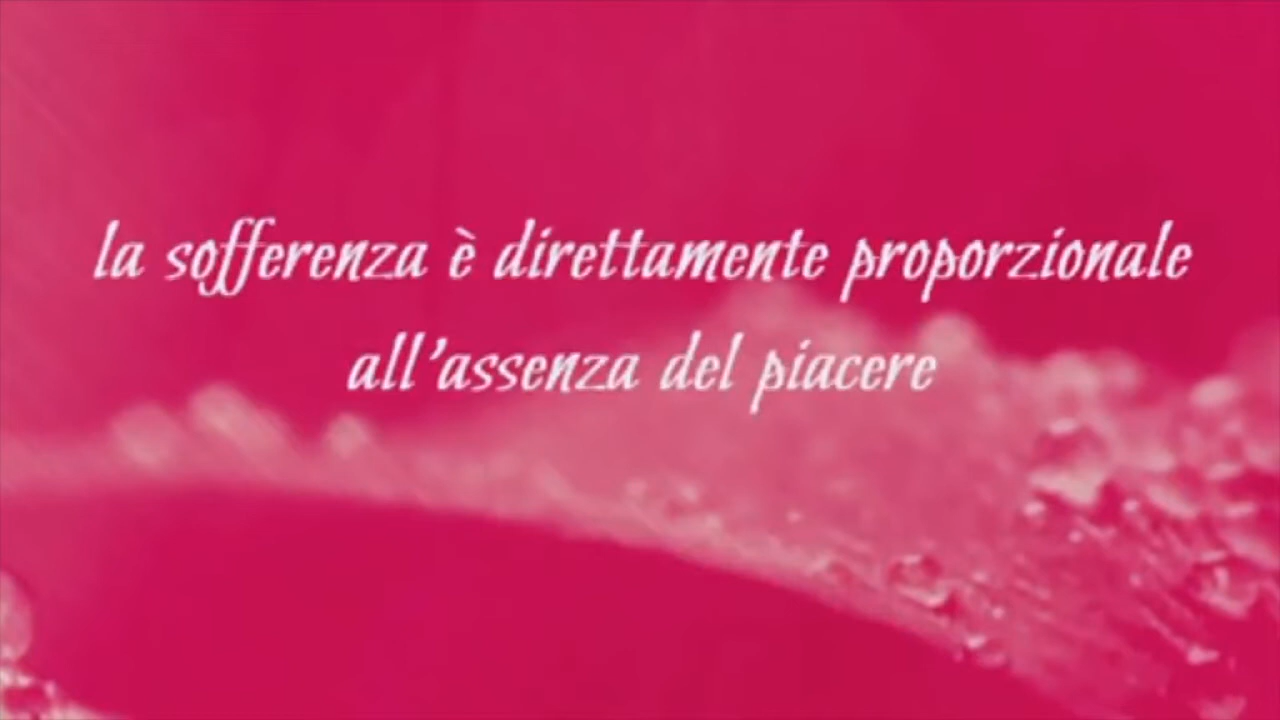 la sofferenza è direttamente proporzionale
all'assenza del piacere